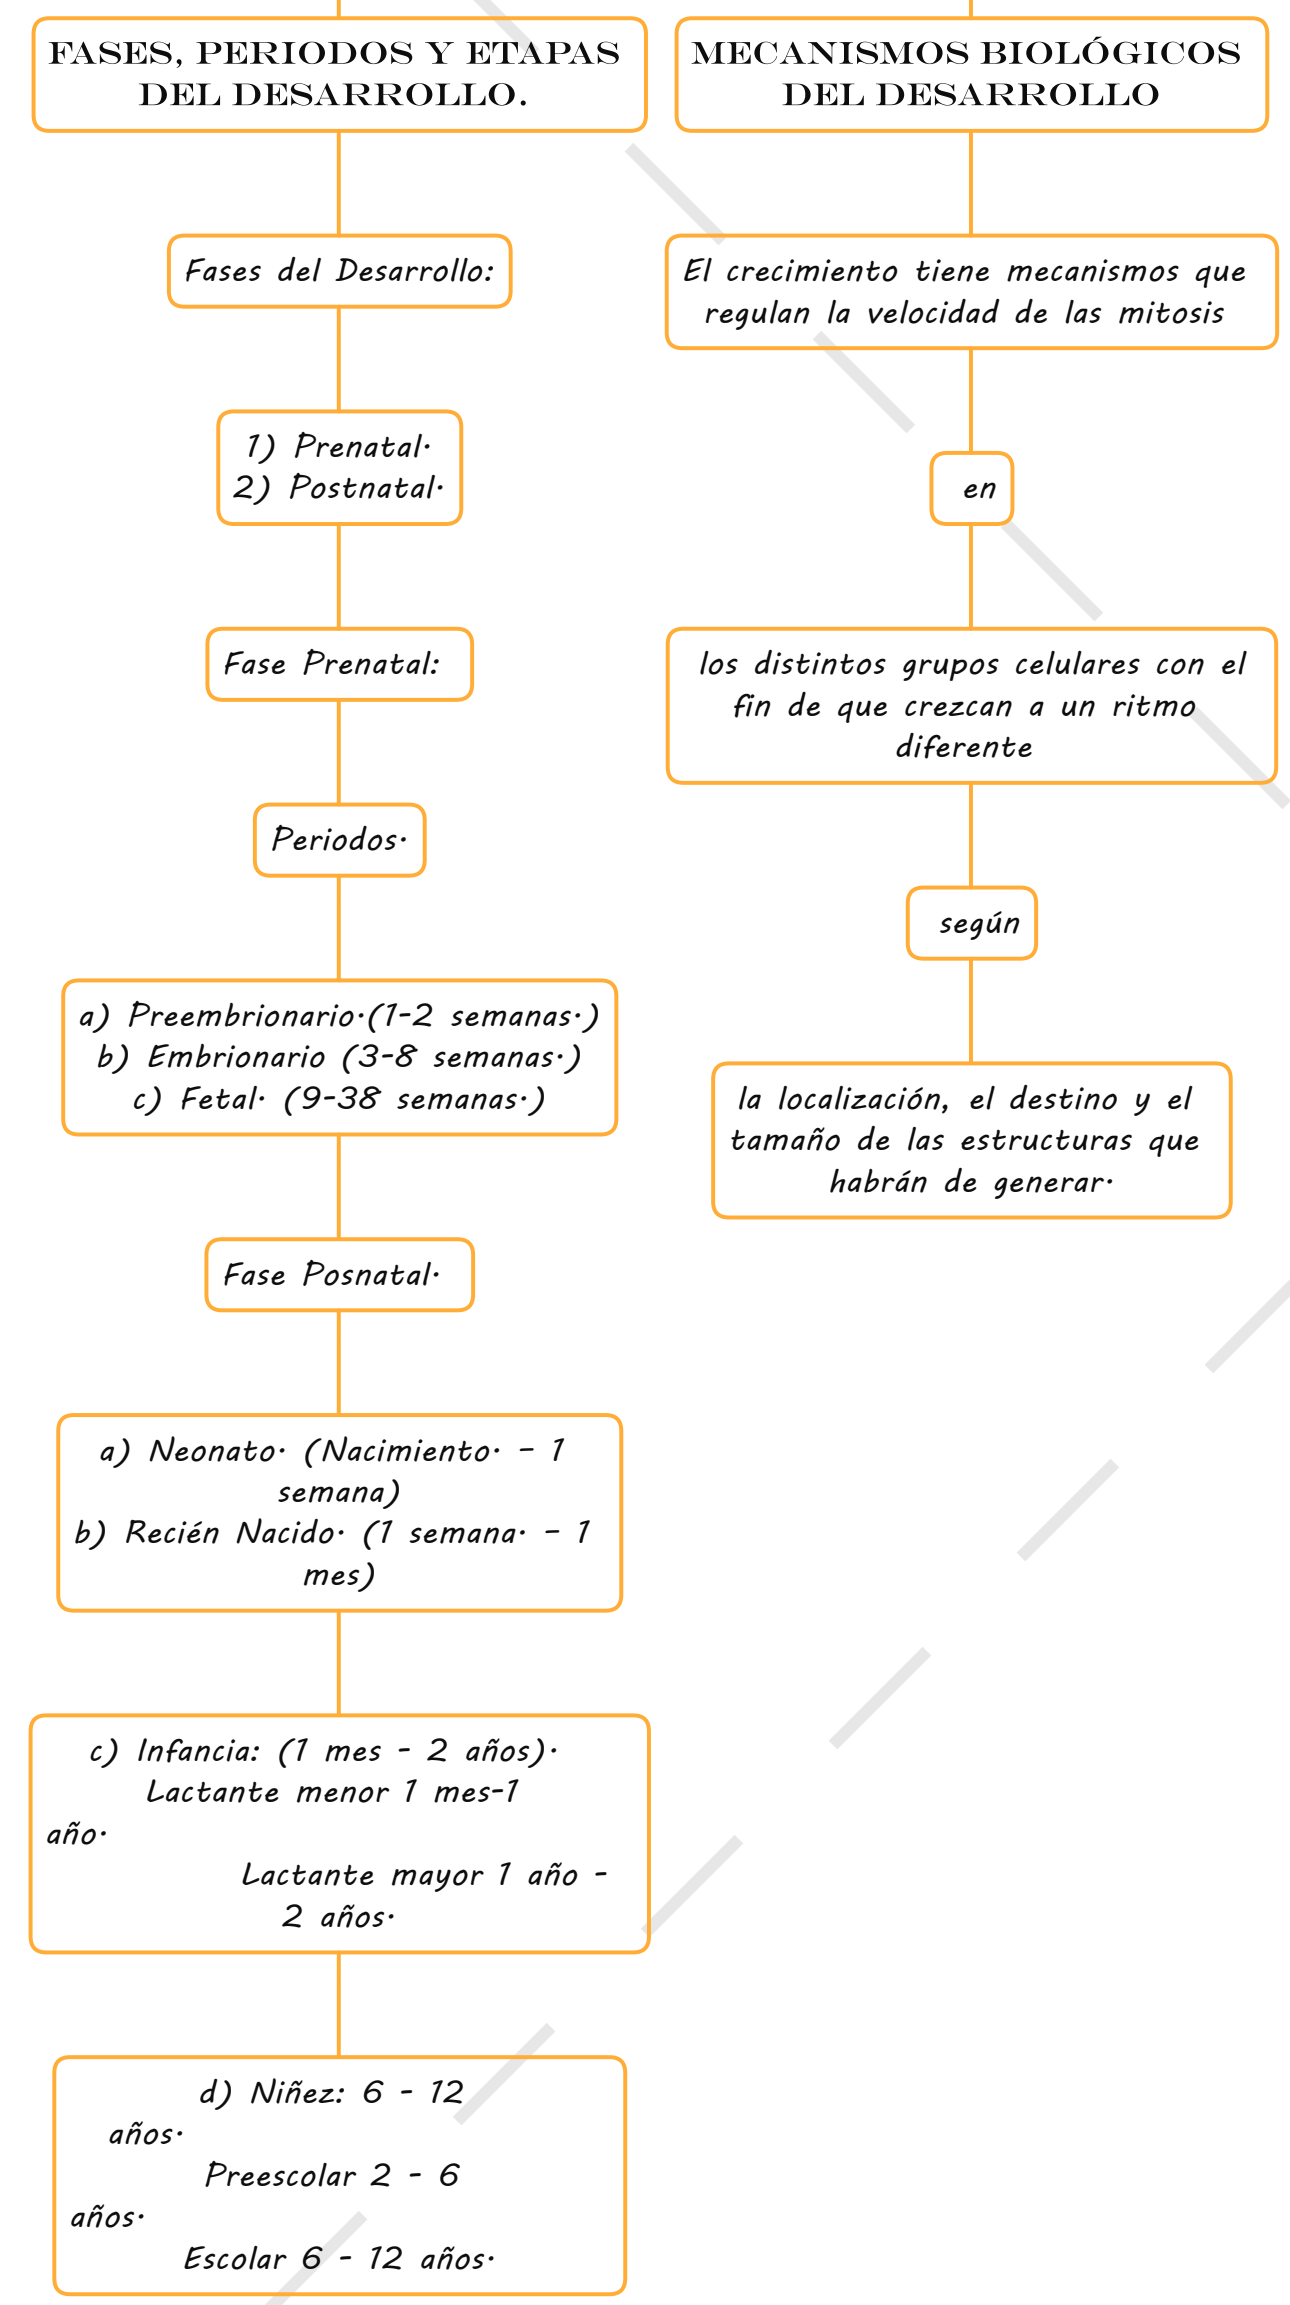 FASES, PERIODOS Y ETAPAS
DEL DESARROLLO.
Fases del Desarrollo:
1) Prenatal.
2) Postnatal.
Fase Prenatal:
Periodos.
a) Preembrionario.(1-2 semanas.)
b) Embrionario (3-8 semanas.)
c) Fetal. (9-38 semanas.)
Fase Posnatal.
a) Neonato. (Nacimiento. - 1
semana)
b) Recién Nacido. (1 semana. - 1
mes)
c) Infancia: (1 mes - 2 años).
Lactante menor 1 mes-1
año.
Lactante mayor 1 año -
2 años.
d) Niñez: 6 - 12
años.
Preescolar 2 - 6
años.
Escolar 6 - 12 años.
MECANISMOS BIOLÓGICOS
DEL DESARROLLO
El crecimiento tiene mecanismos que
regulan la velocidad de las mitosis
en
los distintos grupos celulares con el
fin de que crezcan a un ritmo
diferente
según
la localización, el destino y el
tamaño de las estructuras que
habrán de generar.